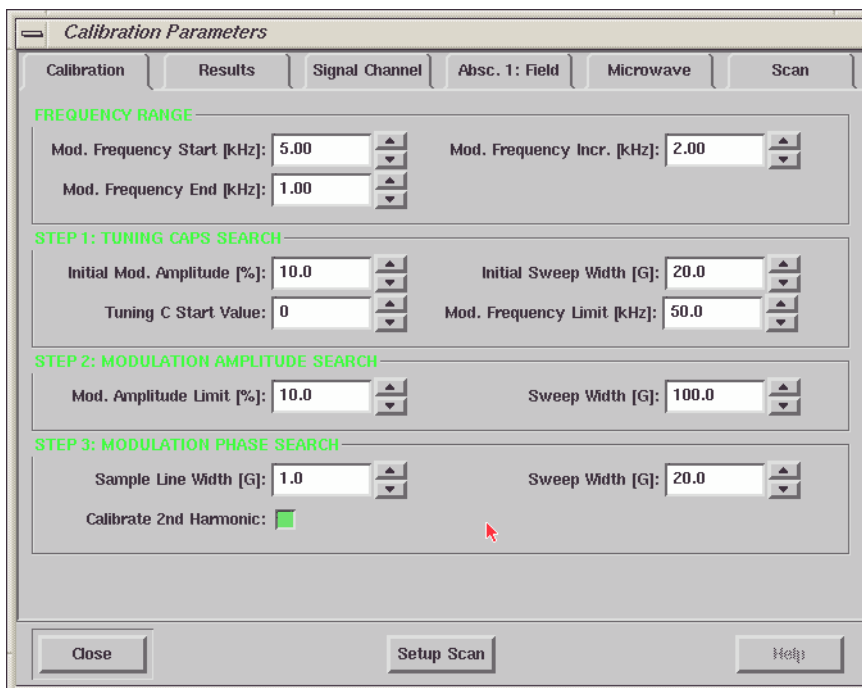 Calibration Parameters
Calibration Results Signal Channel Absc. 1: Field Microwave Scan
FREQUENCY RANGE
Mod. Frequency Start [kHz]: 5.00 Mod. Frequency Incr. [kHz]: 2.00
Mod. Frequency End [kHz]: 1.00
STEP 1: TUNING CAPS SEARCH
Initial Mod. Amplitude [%]: 10.0 Initial Sweep Width [G]: 20.0
Tuning C Start Value: 0 Mod. Frequency Limit [kHz]: 50.0
STEP 2: MODULATION AMPLITUDE SEARCH
Mod. Amplitude Limit [%]: 10.0 Sweep Width [G]: 100.0
STEP 3: MODULATION PHASE SEARCH
Sample Line Width [G]: 1.0 Sweep Width [G]: 20.0
Calibrate 2nd Harmonic:
Close Setup Scan Help